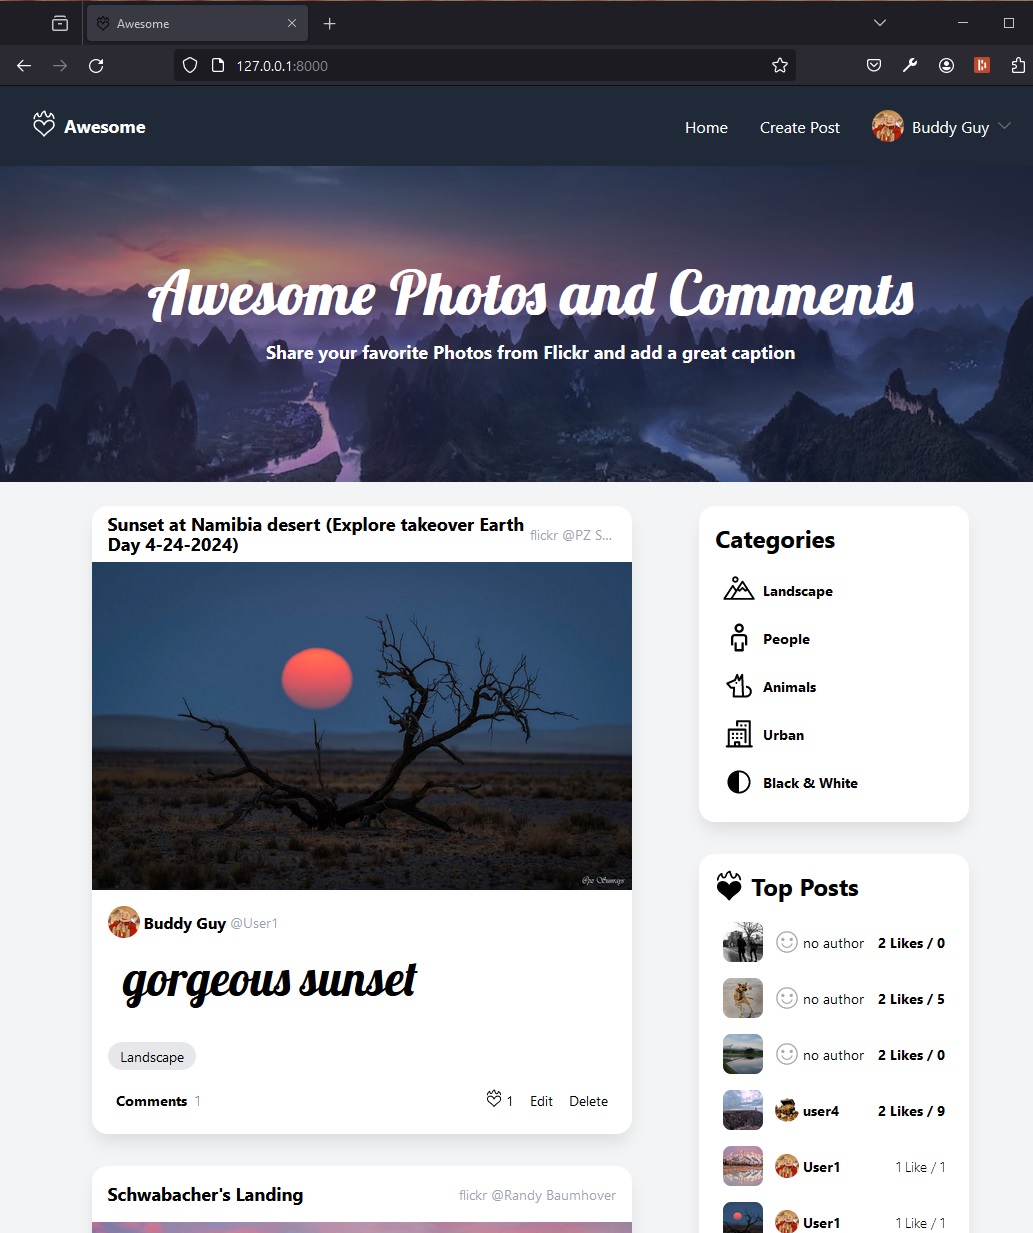 Awesome
127.0.0.1:8000
Awesome
Home
Create Post
Buddy Guy
Awesome Photos and Comments
Share your favorite Photos from Flickr and add a great caption
Sunset at Namibia desert (Explore takeover Earth
Day 4-24-2024)
flickr @PZ S...
Buddy Guy @User1
gorgeous sunset
Landscape
Comments 1
1 Edit Delete
Schwabacher's Landing
flickr @Randy Baumhover
Categories
Landscape
People
Animals
Urban
Black & White
Top Posts
no author 2 Likes / 0
no author 2 Likes / 5
no author 2 Likes / 0
user4 2 Likes / 9
User1 1 Like / 1
User1 1 Like / 1